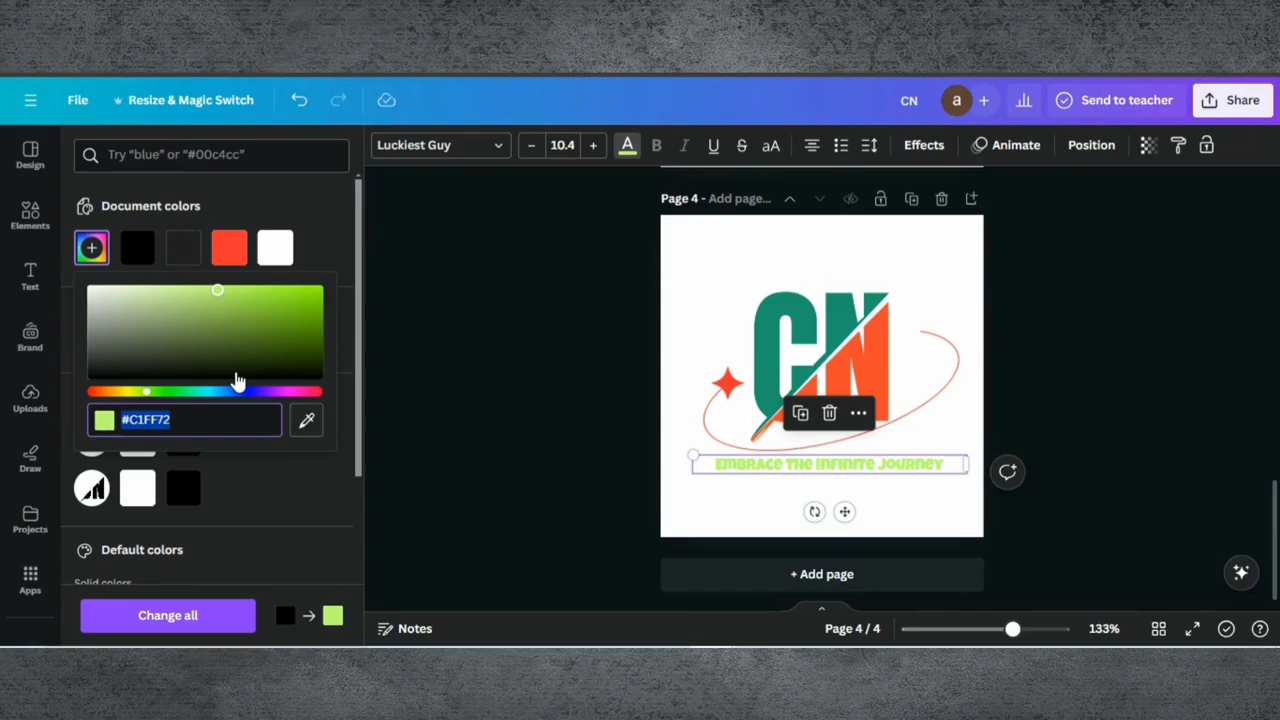 File
Resize & Magic Switch
CN
a
Send to teacher
Share
Design
Elements
Text
Brand
CO
Uploads
Draw
Projects
Apps
Try “blue” or “#00c4cc”
Document colors
#C1FF72
Default colors
Solid colors
Change all
Luckiest Guy
– 10.4 +
A B I U S aA
Effects
Animate
Position
Page 4 - Add page...
CN
EMBRACE THE INFINITE JOURNEY
+ Add page
Notes
Page 4 / 4
133%